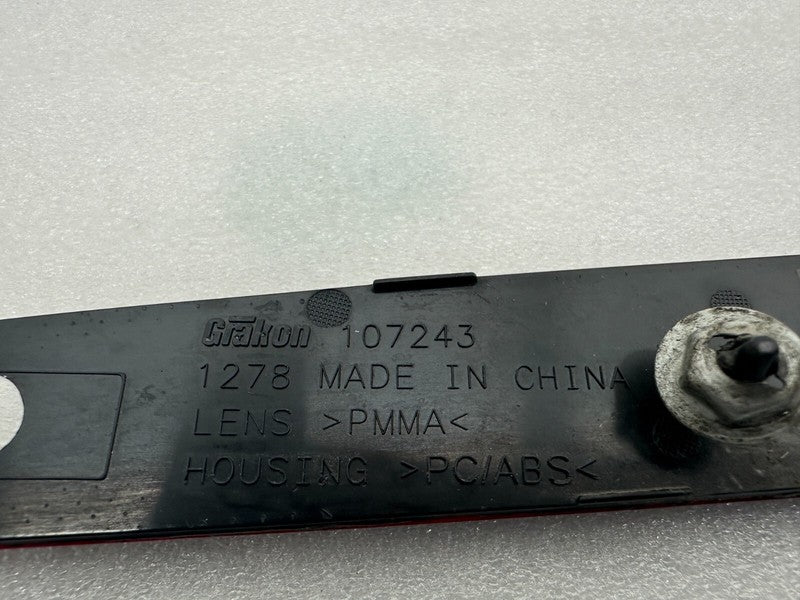 Grakon 107243
1278 MADE IN CHINA
LENS >PMMA<
HOUSING >PC/ABS<